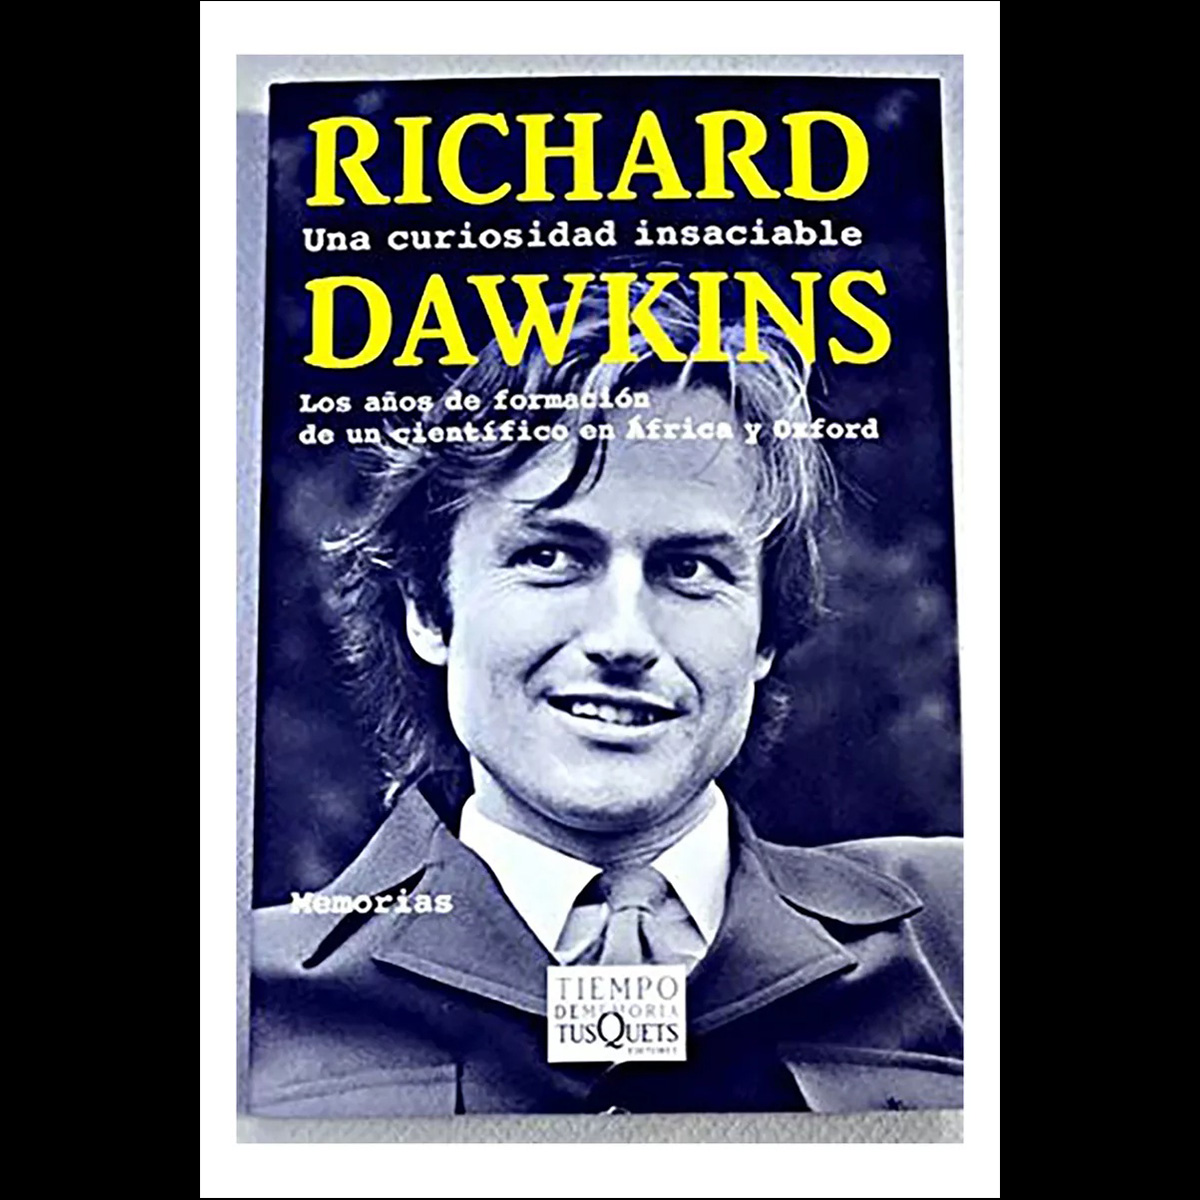 RICHARD
Una curiosidad insaciable
DAWKINS
Los años de formación
de un científico en África y Oxford
Memorias
TIEMPO
DE MEMORIA
TUSQUETS
EDITORES